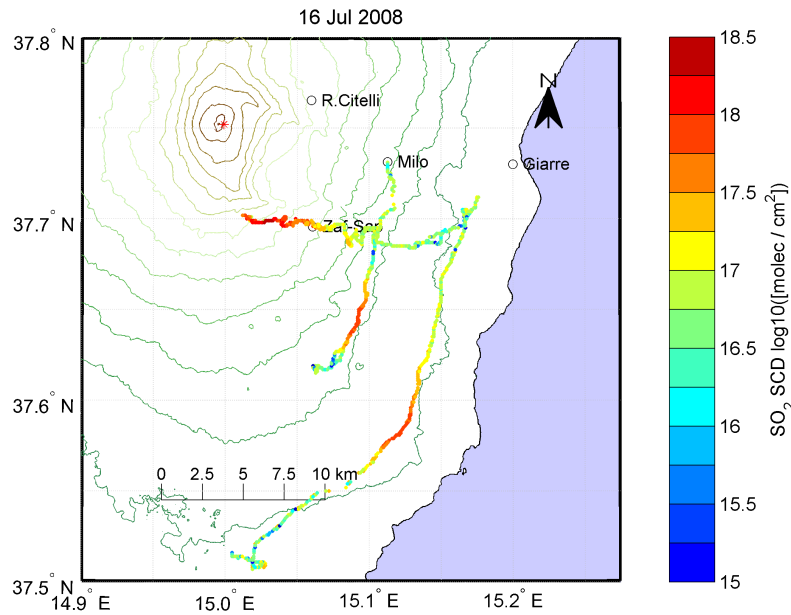 16 Jul 2008
37.8° N
37.7° N
37.6° N
37.5° N
14.9° E
15.0° E
15.1° E
15.2° E
R.Citelli
Milo
Giarre
N
0 2.5 5 7.5 10 km
18.5
18
17.5
17
16.5
16
15.5
15
SO2 SCD log10([molec / cm2])